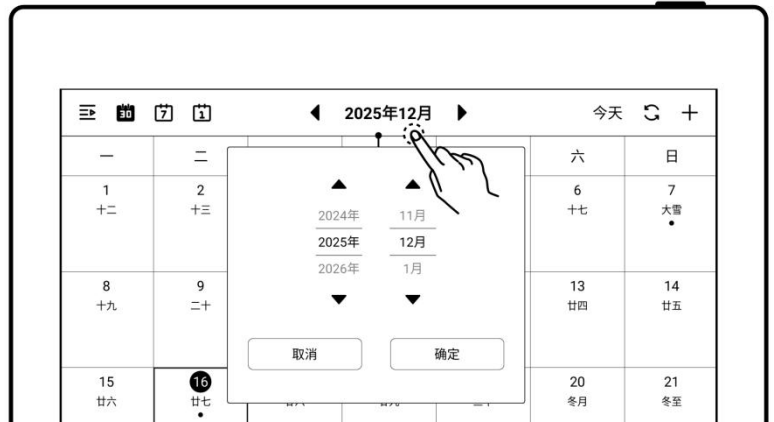 30 7 1 2025年12月 今天
一 二 六 日
1 2 6 7
十二 十三 十七 大雪
2024年 11月
2025年 12月
2026年 1月
8 9 13 14
十九 二十 廿四 廿五
取消 确定
15 16 20 21
廿六 廿七 冬月 冬至